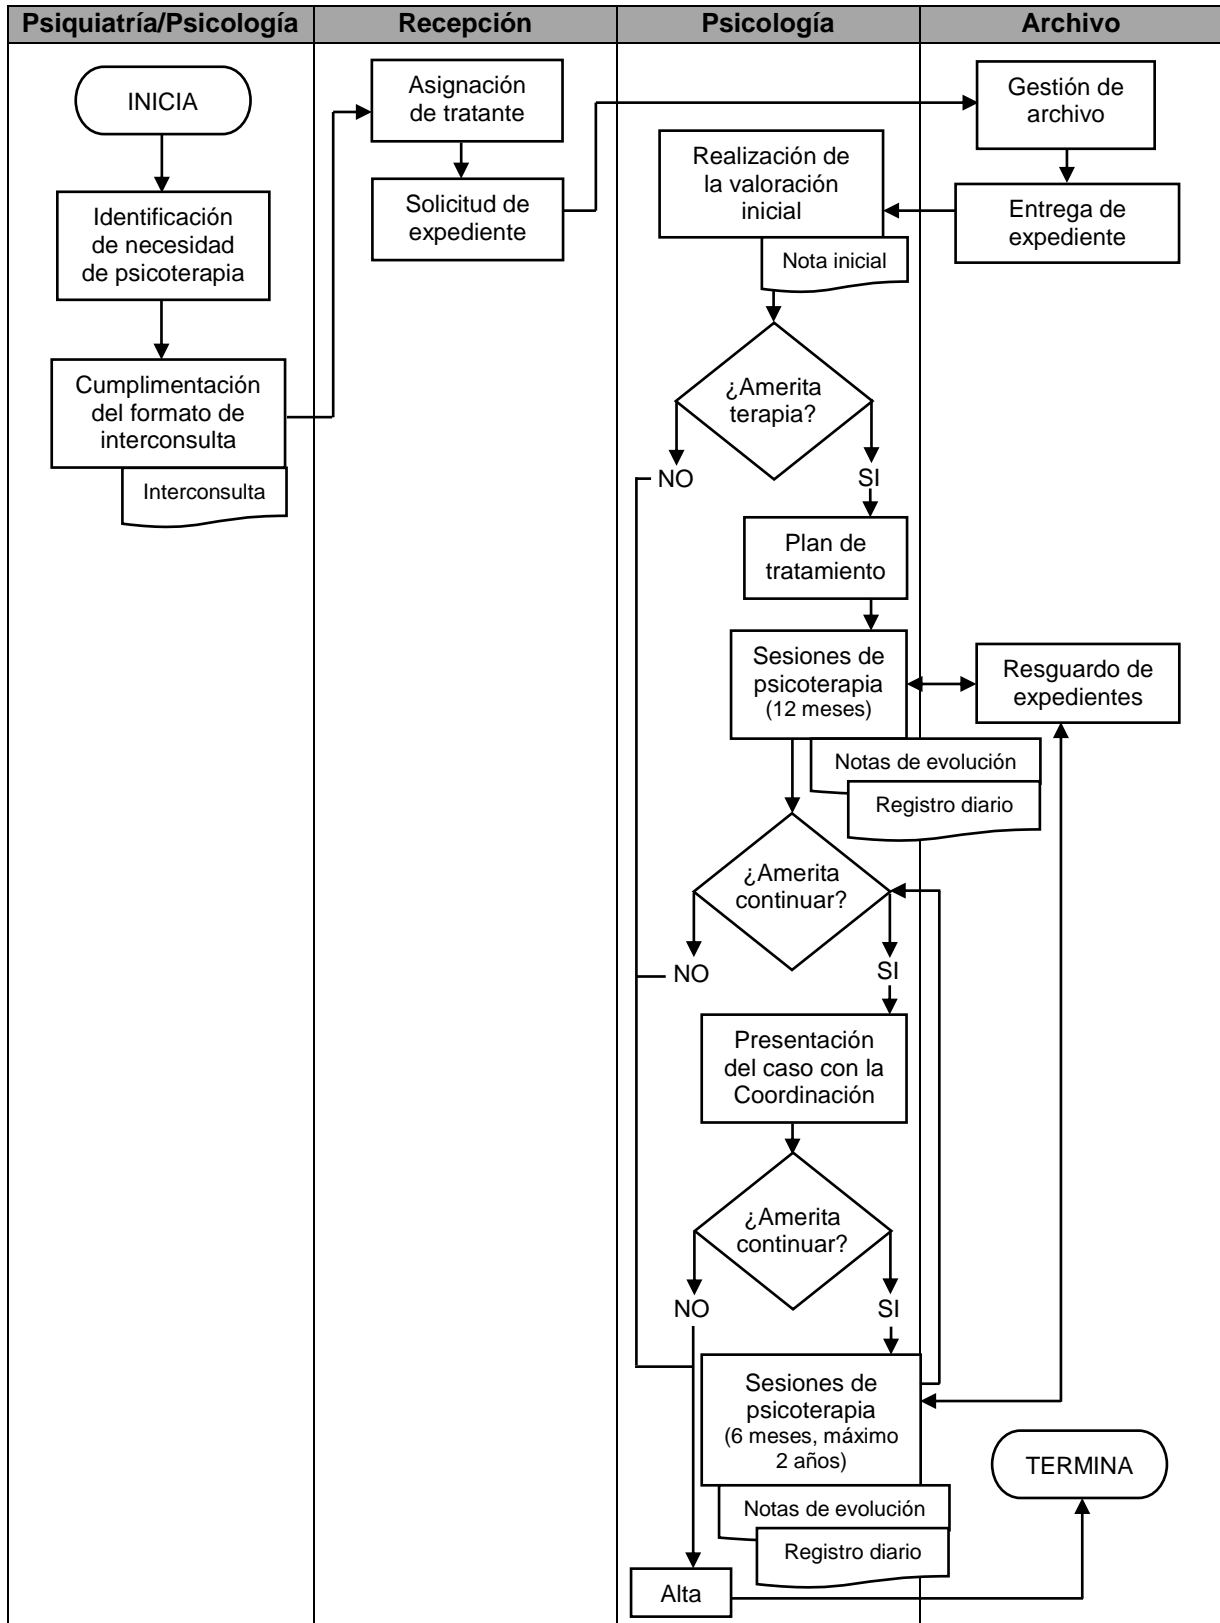 Psiquiatría/Psicología
Recepción
Psicología
Archivo
INICIA
Identificación
de necesidad
de psicoterapia
Cumplimentación
del formato de
interconsulta
Interconsulta
Asignación
de tratante
Solicitud de
expediente
Gestión de
archivo
Entrega de
expediente
Realización de
la valoración
inicial
Nota inicial
¿Amerita
terapia?
NO
SI
Plan de
tratamiento
Sesiones de
psicoterapia
(12 meses)
Resguardo de
expedientes
Notas de evolución
Registro diario
¿Amerita
continuar?
NO
SI
Presentación
del caso con la
Coordinación
¿Amerita
continuar?
NO
SI
Sesiones de
psicoterapia
(6 meses, máximo
2 años)
Notas de evolución
Registro diario
Alta
TERMINA